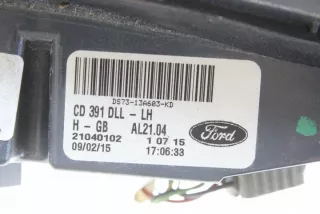 DS73-13A603-KD
CD 391 DLL - LH
H - GB AL21.04
21040102 1 07 15
09/02/15 17:06:33
Ford